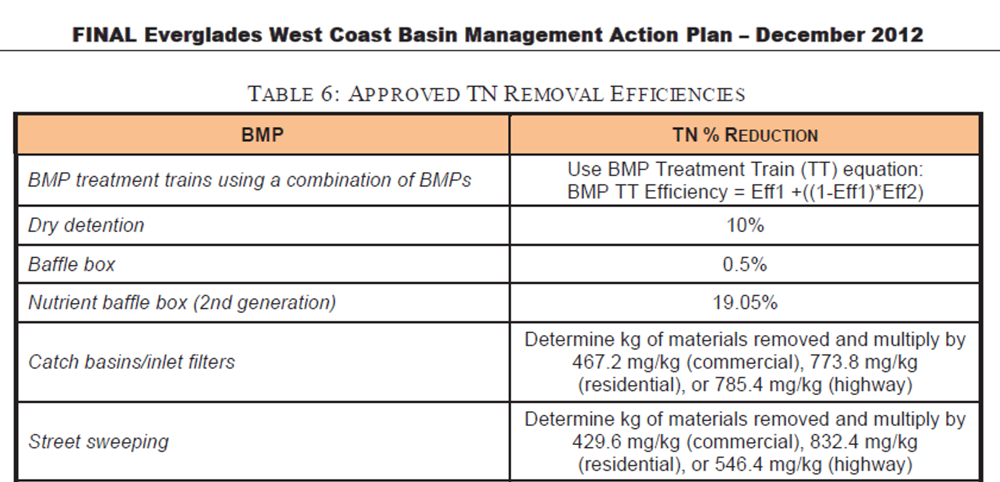 FINAL Everglades West Coast Basin Management Action Plan – December 2012
TABLE 6: APPROVED TN REMOVAL EFFICIENCIES
BMP
TN % REDUCTION
BMP treatment trains using a combination of BMPs
Use BMP Treatment Train (TT) equation:
BMP TT Efficiency = Eff1 +((1-Eff1)*Eff2)
Dry detention
10%
Baffle box
0.5%
Nutrient baffle box (2nd generation)
19.05%
Catch basins/inlet filters
Determine kg of materials removed and multiply by
467.2 mg/kg (commercial), 773.8 mg/kg
(residential), or 785.4 mg/kg (highway)
Street sweeping
Determine kg of materials removed and multiply by
429.6 mg/kg (commercial), 832.4 mg/kg
(residential), or 546.4 mg/kg (highway)